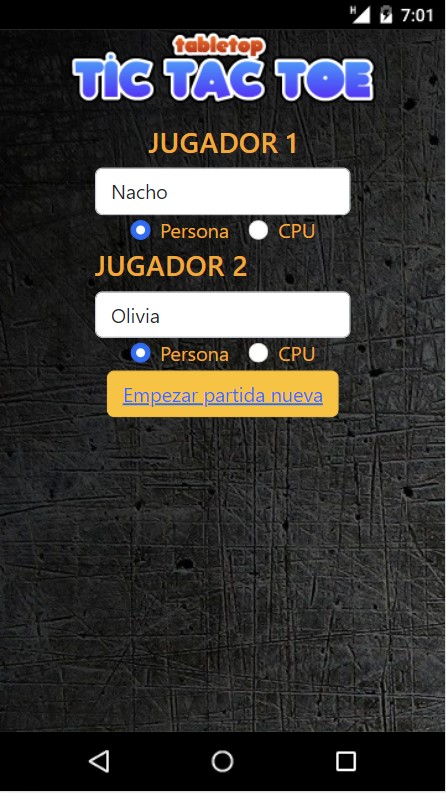 H 7:01
tabletop
TiC TAC TOE
JUGADOR 1
Nacho
Persona CPU
JUGADOR 2
Olivia
Persona CPU
Empezar partida nueva